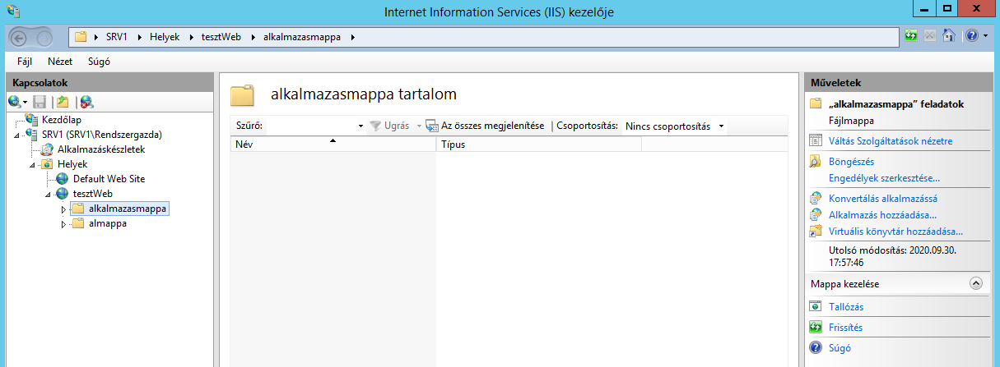 Internet Information Services (IIS) kezelője
SRV1 Helyek tesztWeb alkalmazasmappa
Fájl Nézet Súgó
Kapcsolatok
Kezdőlap
SRV1 (SRV1\Rendszergazda)
Alkalmazáskészletek
Helyek
Default Web Site
tesztWeb
alkalmazasmappa
almappa
alkalmazasmappa tartalom
Szűrő: Ugrás Az összes megjelenítése | Csoportosítás: Nincs csoportosítás
Név Típus
Műveletek
„alkalmazasmappa” feladatok
Fájlmappa
Váltás Szolgáltatások nézetre
Böngészés
Engedélyek szerkesztése...
Konvertálás alkalmazássá
Alkalmazás hozzáadása...
Virtuális könyvtár hozzáadása...
Utolsó módosítás: 2020.09.30.
17:57:46
Mappa kezelése
Tallózás
Frissítés
Súgó